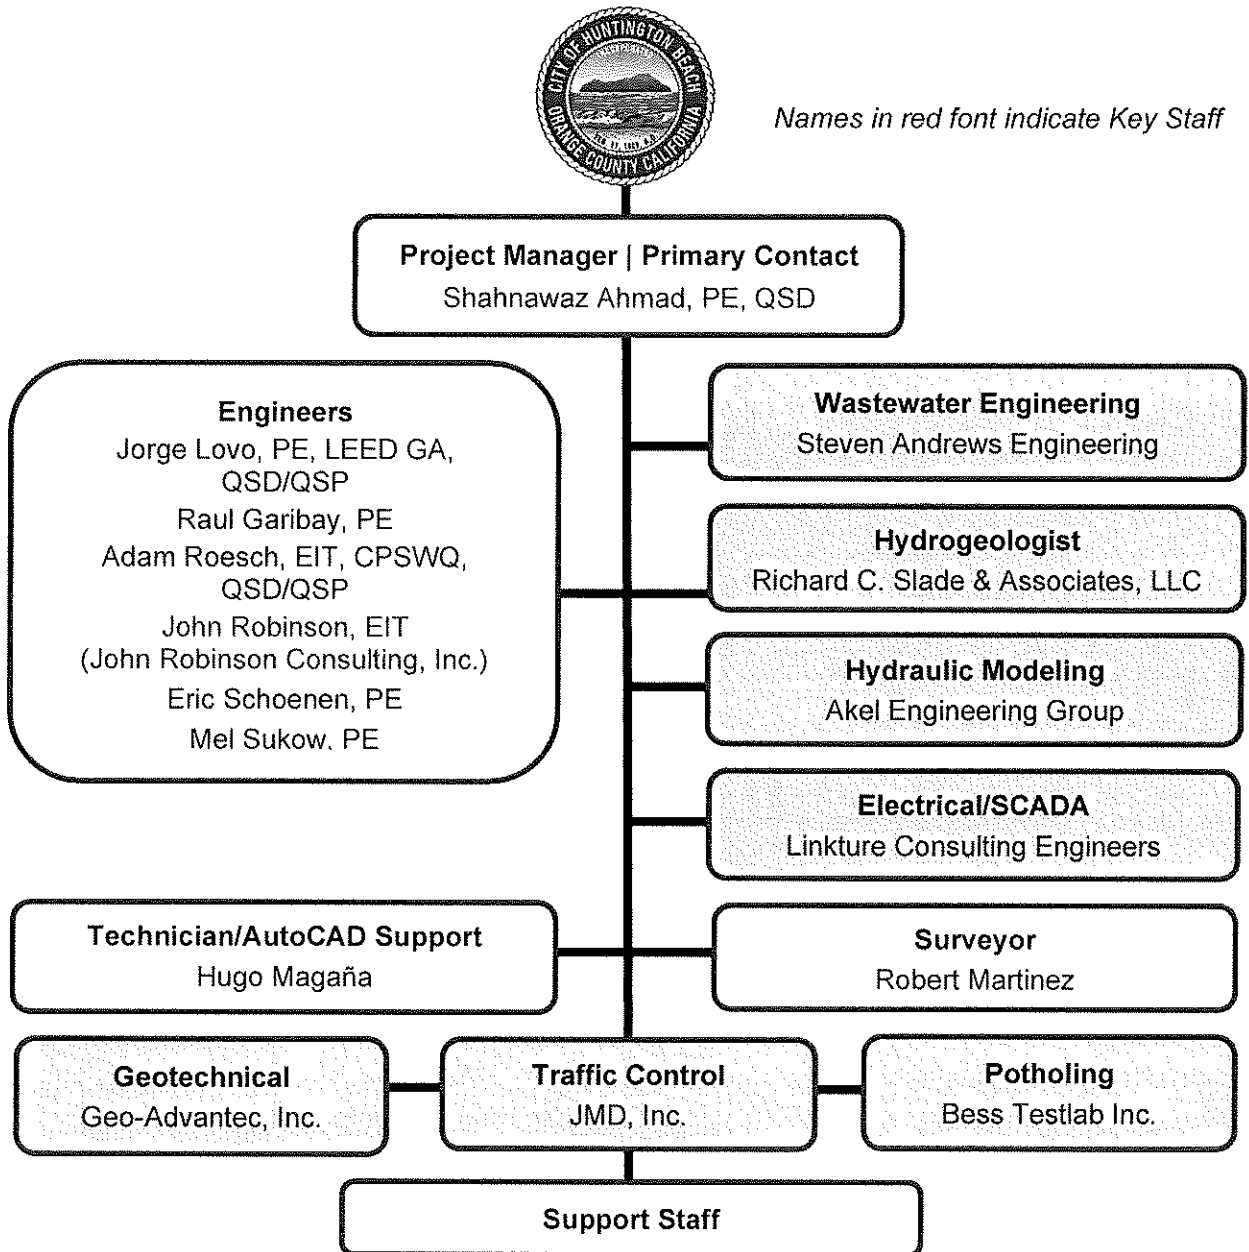 CITY OF HUNTINGTON BEACH
INCORPORATED
FEB. 17, 1909, A.D.
ORANGE COUNTY CALIFORNIA
Names in red font indicate Key Staff
Project Manager | Primary Contact
Shahnawaz Ahmad, PE, QSD
Engineers
Jorge Lovo, PE, LEED GA,
QSD/QSP
Raul Garibay, PE
Adam Roesch, EIT, CPSWQ,
QSD/QSP
John Robinson, EIT
(John Robinson Consulting, Inc.)
Eric Schoenen, PE
Mel Sukow, PE
Wastewater Engineering
Steven Andrews Engineering
Hydrogeologist
Richard C. Slade & Associates, LLC
Hydraulic Modeling
Akel Engineering Group
Electrical/SCADA
Linkture Consulting Engineers
Technician/AutoCAD Support
Hugo Magaña
Surveyor
Robert Martinez
Geotechnical
Geo-Advantec, Inc.
Traffic Control
JMD, Inc.
Potholing
Bess Testlab Inc.
Support Staff